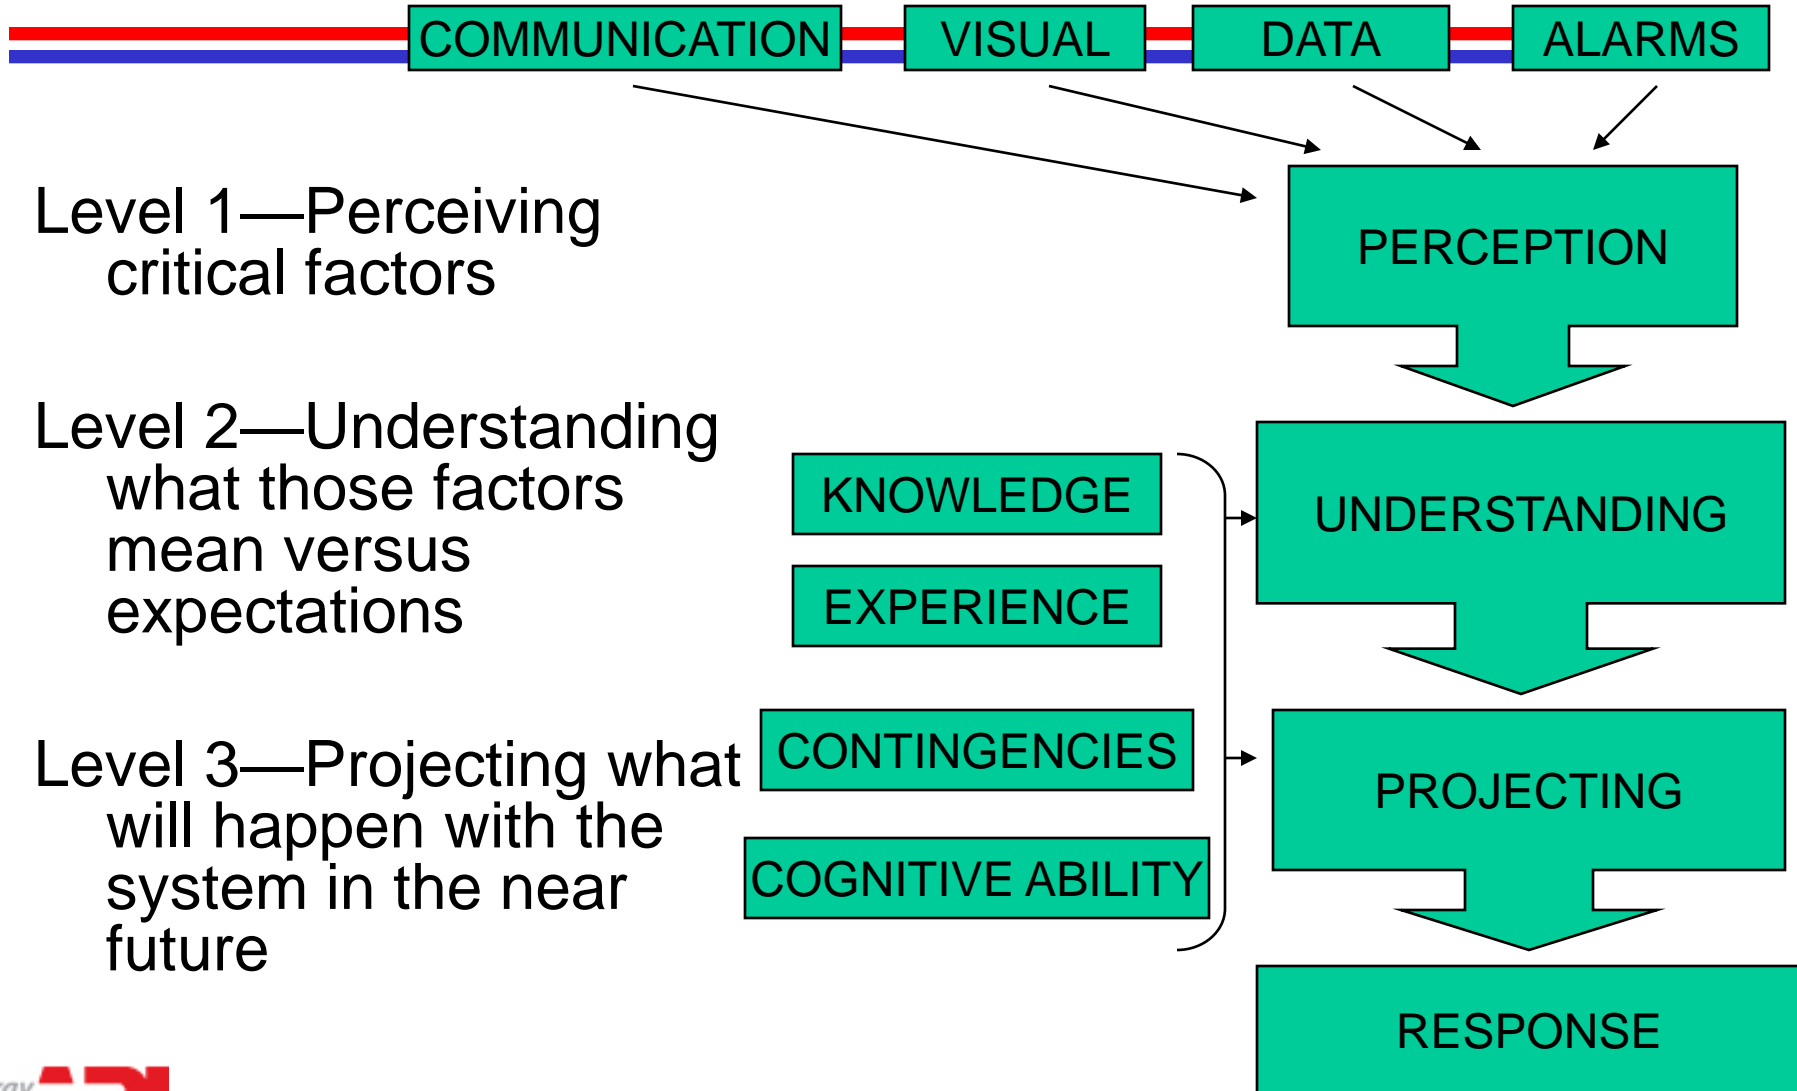 COMMUNICATION
VISUAL
DATA
ALARMS
Level 1—Perceiving
critical factors
PERCEPTION
Level 2—Understanding
what those factors
mean versus
expectations
KNOWLEDGE
EXPERIENCE
UNDERSTANDING
Level 3—Projecting what
will happen with the
system in the near
future
CONTINGENCIES
COGNITIVE ABILITY
PROJECTING
RESPONSE